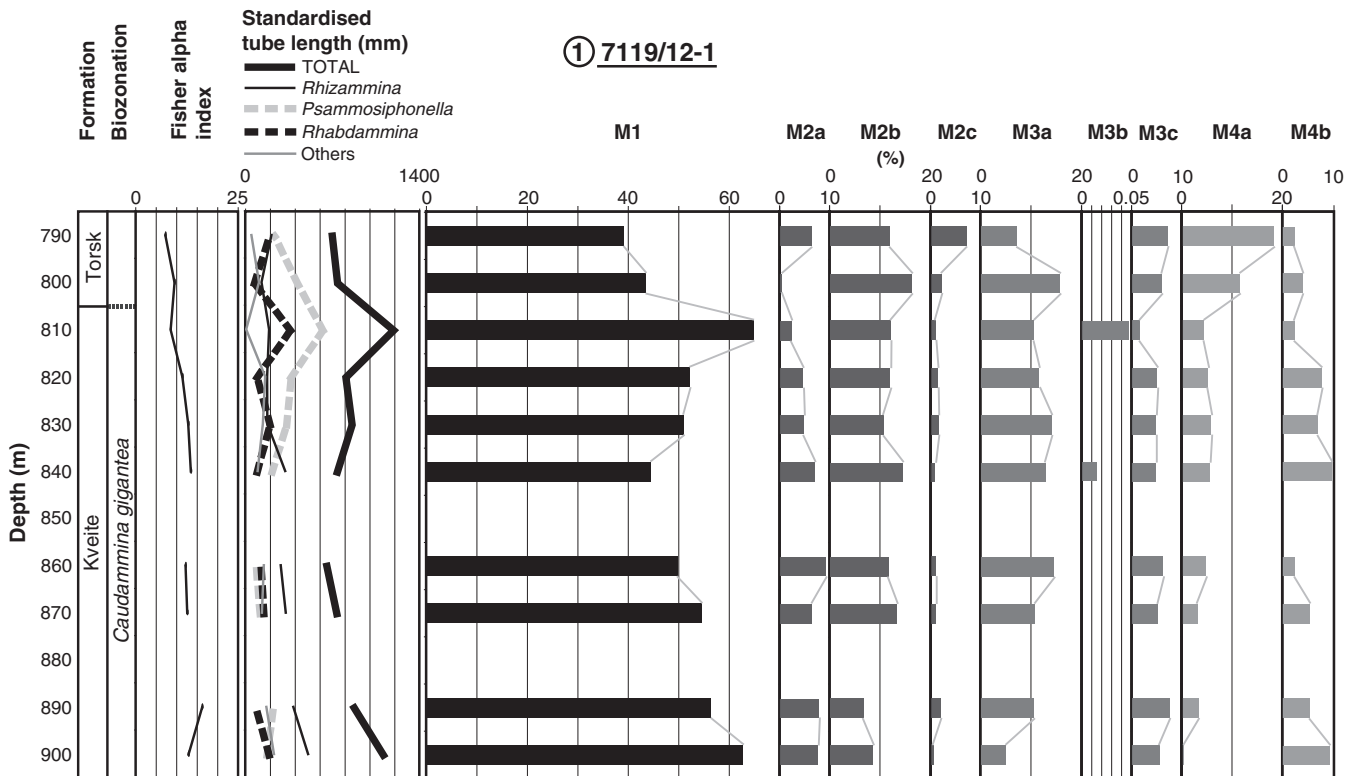 Standardised
tube length (mm)
TOTAL
Rhizammina
Psammosiphonella
Rhabdammina
Others
1 7119/12-1
Formation
Biozonation
Fisher alpha
index
M1 M2a M2b M2c M3a M3b M3c M4a M4b
(%)
0 1400 0 0 20 0 20 0 10 0 10
0 25 0 20 40 60 0 10 0 10 0 05 0 20 0
790
800
810
820
830
840
850
860
870
880
890
900
Depth (m)
Torsk
Kveite
Caudammina gigantea